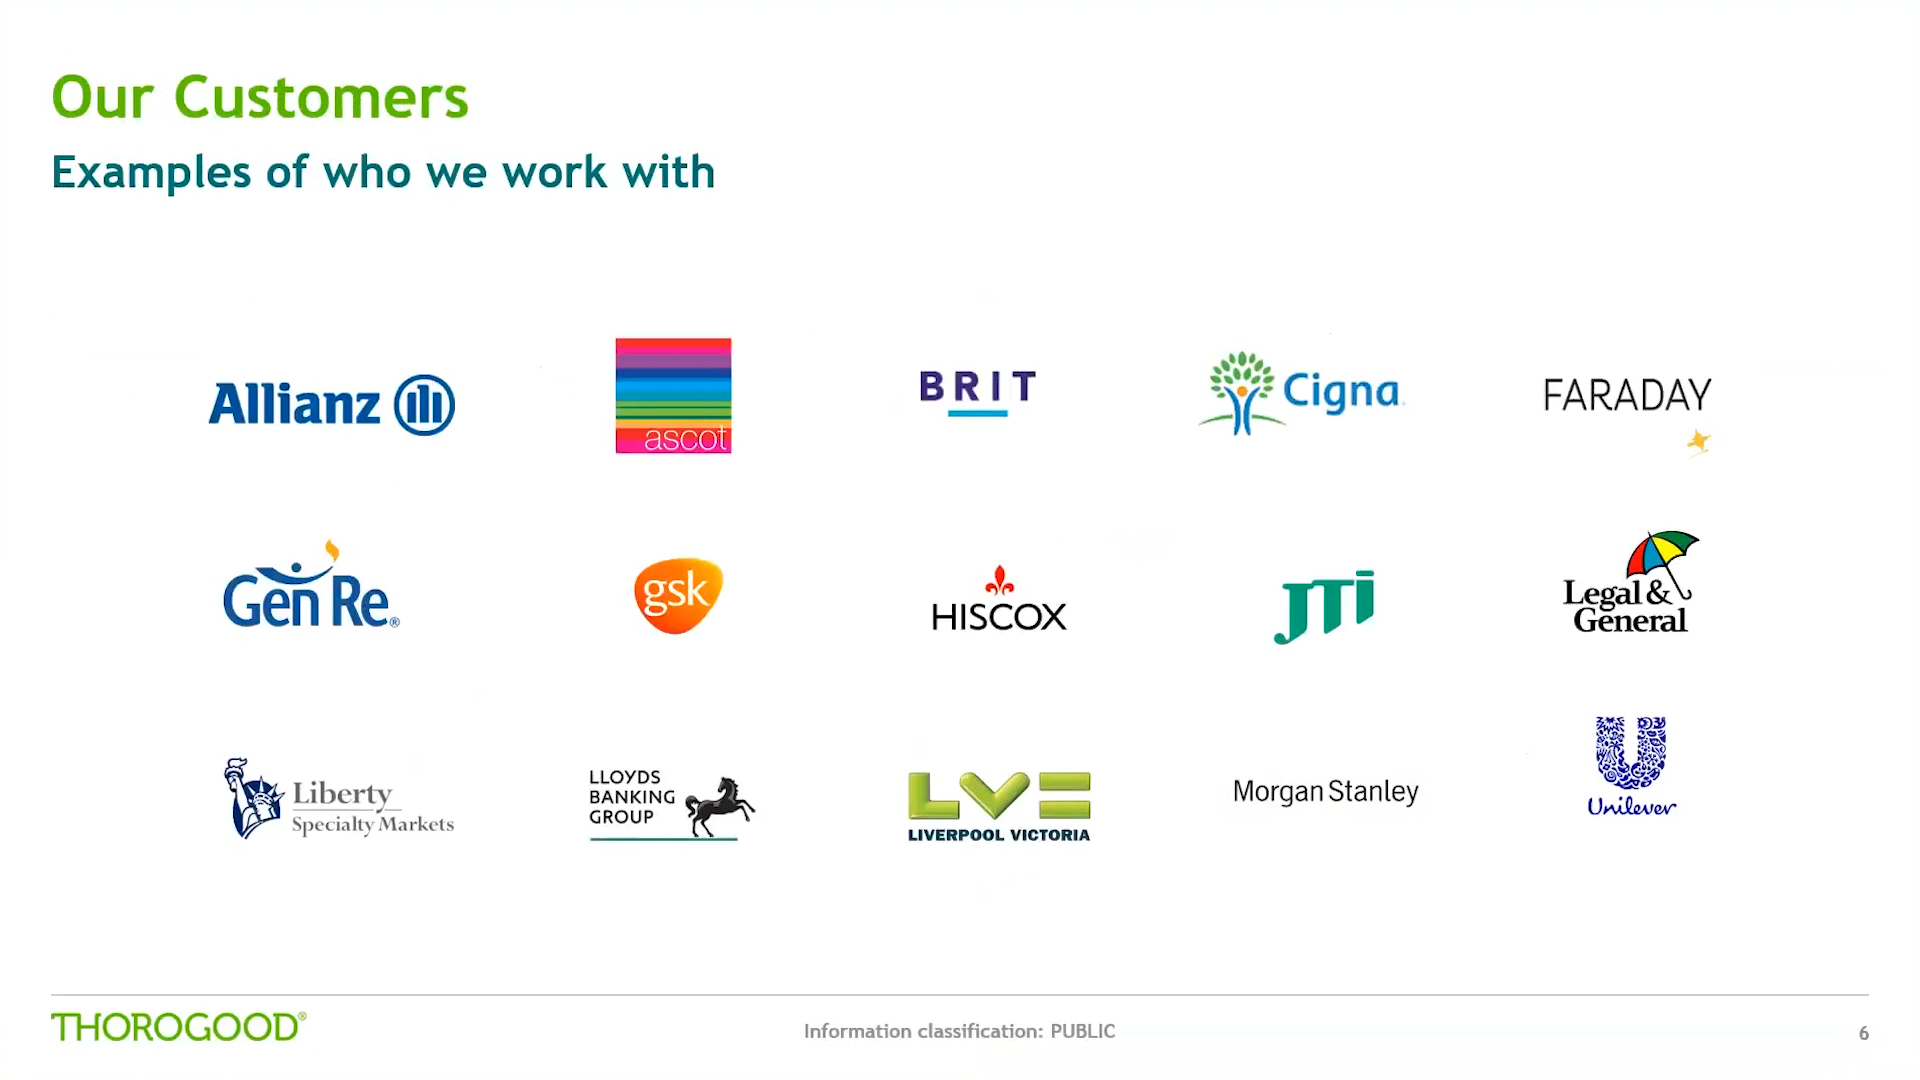 Our Customers
Examples of who we work with
Allianz
ascot
BRIT
Cigna
FARADAY
Gen Re®
gsk
HISCOX
JTi
Legal &
General
Liberty
Specialty Markets
LLOYDS
BANKING
GROUP
LV=
LIVERPOOL VICTORIA
Morgan Stanley
U
Unilever
THOROGOOD®
Information classification: PUBLIC
6